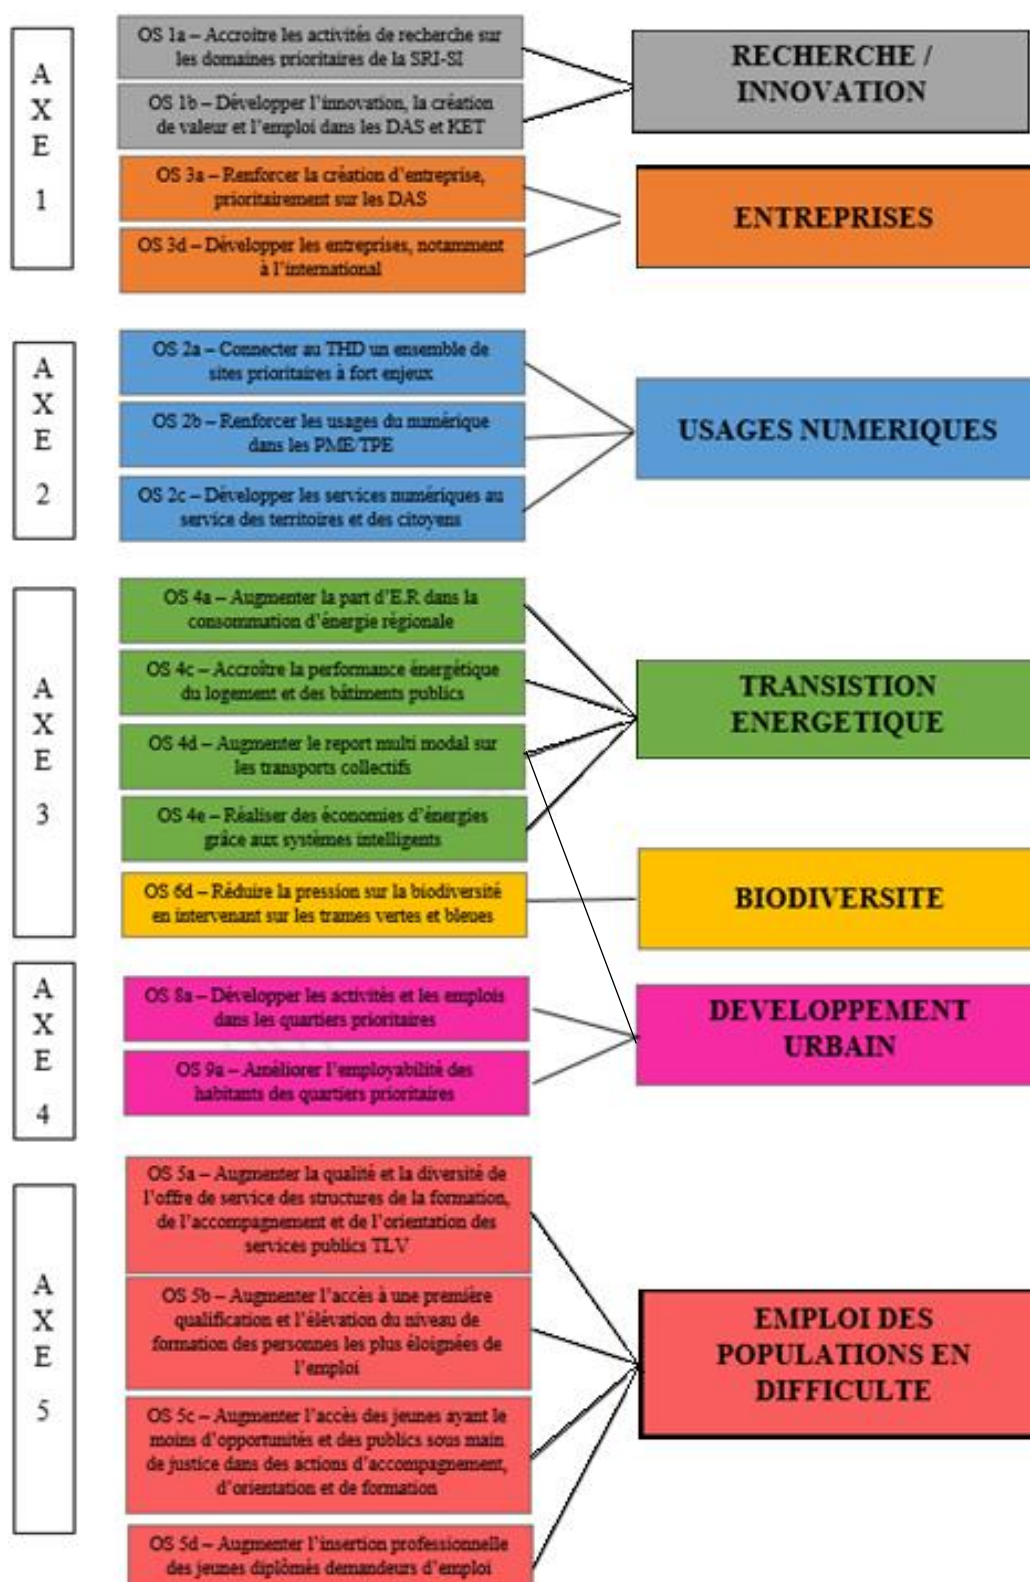 AXE 1
OS 1a – Accroitre les activités de recherche sur
les domaines prioritaires de la SRI-SI
OS 1b – Développer l'innovation, la création
de valeur et l'emploi dans les DAS et KET
RECHERCHE /
INNOVATION
OS 3a – Renforcer la création d'entreprise,
prioritairement sur les DAS
OS 3d – Développer les entreprises, notamment
à l'international
ENTREPRISES
AXE 2
OS 2a – Connecter au THD un ensemble de
sites prioritaires à fort enjeux
OS 2b – Renforcer les usages du numérique
dans les PME/TPE
OS 2c – Développer les services numériques au
service des territoires et des citoyens
USAGES NUMERIQUES
AXE 3
OS 4a – Augmenter la part d'E.R dans la
consommation d'énergie régionale
OS 4c – Accroître la performance énergétique
du logement et des bâtiments publics
OS 4d – Augmenter le report multi modal sur
les transports collectifs
OS 4e – Réaliser des économies d'énergies
grâce aux systèmes intelligents
TRANSISTION
ENERGETIQUE
OS 6d – Réduire la pression sur la biodiversité
en intervenant sur les trames vertes et bleues
BIODIVERSITE
AXE 4
OS 8a – Développer les activités et les emplois
dans les quartiers prioritaires
OS 9a – Améliorer l'employabilité des
habitants des quartiers prioritaires
DEVELOPPEMENT
URBAIN
AXE 5
OS 5a – Augmenter la qualité et la diversité de
l'offre de service des structures de la formation,
de l'accompagnement et de l'orientation des
services publics TLV
OS 5b – Augmenter l'accès à une première
qualification et l'élévation du niveau de
formation des personnes les plus éloignées de
l'emploi
OS 5c – Augmenter l'accès des jeunes ayant le
moins d'opportunités et des publics sous main
de justice dans des actions d'accompagnement,
d'orientation et de formation
OS 5d – Augmenter l'insertion professionnelle
des jeunes diplômés demandeurs d'emploi
EMPLOI DES
POPULATIONS EN
DIFFICULTE